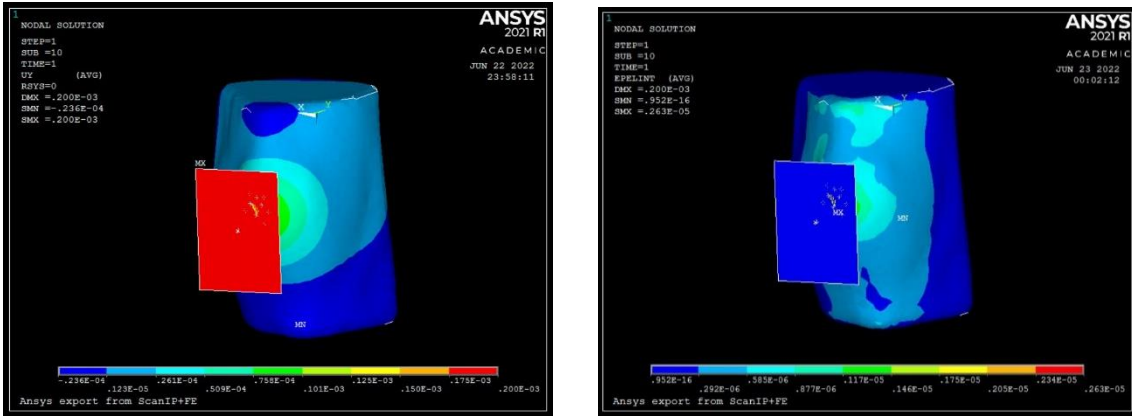 1
NODAL SOLUTION
STEP=1
SUB =10
TIME=1
UY (AVG)
RSYS=0
DMX =.200E-03
SMN =-.236E-04
SMX =.200E-03
ANSYS
2021 R1
ACADEMIC
JUN 22 2022
23:58:11
X Y
MX
MN
-.236E-04 .261E-04 .758E-04 .125E-03 .175E-03
.123E-05 .509E-04 .101E-03 .150E-03 .200E-03
Ansys export from ScanIP+FE
1
NODAL SOLUTION
STEP=1
SUB =10
TIME=1
EPELINT (AVG)
DMX =.200E-03
SMN =.952E-16
SMX =.263E-05
ANSYS
2021 R1
ACADEMIC
JUN 23 2022
00:02:12
X Y
MX
MN
.952E-16 .585E-06 .117E-05 .175E-05 .234E-05
.292E-06 .877E-06 .146E-05 .205E-05 .263E-05
Ansys export from ScanIP+FE